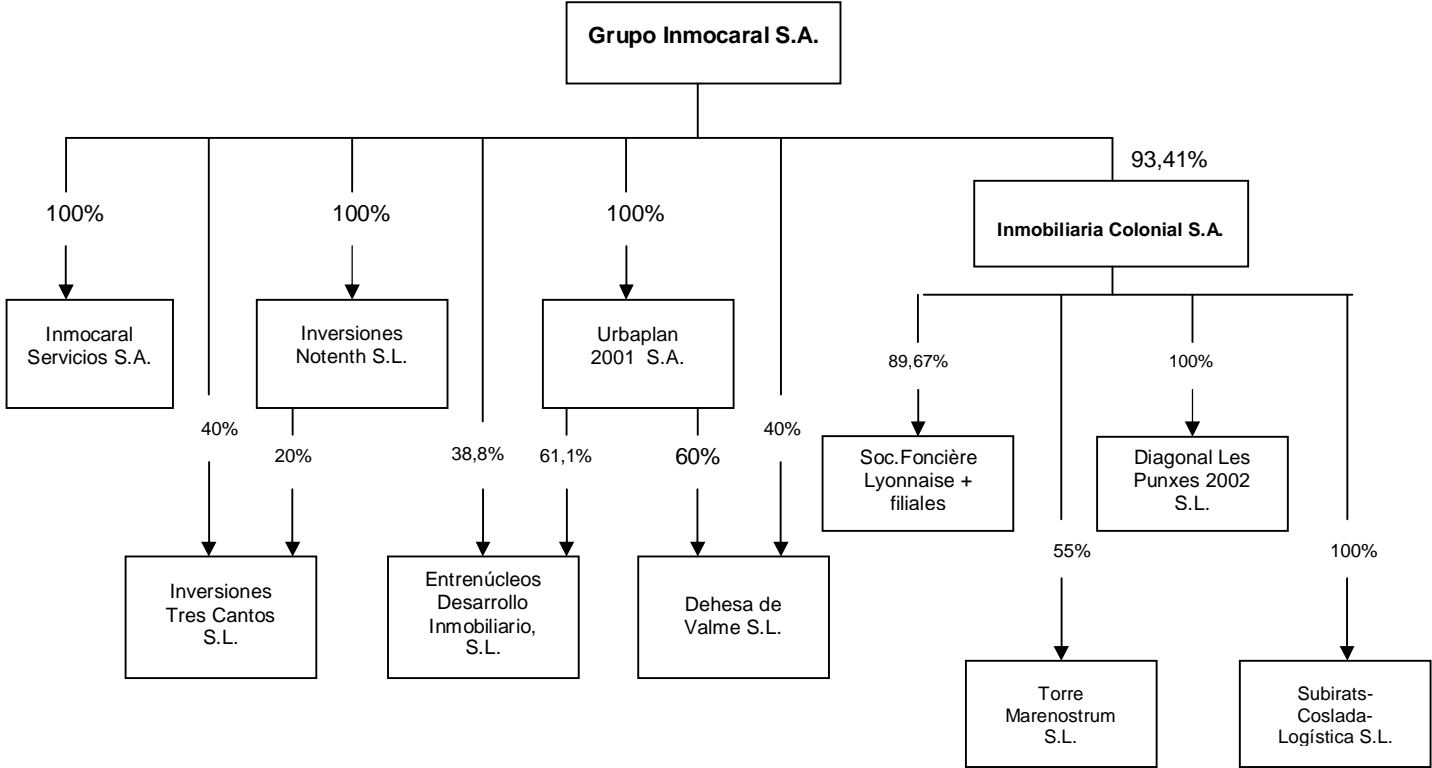 Grupo Inmocaral S.A.
93,41%
100%
100%
100%
Inmobiliaria Colonial S.A.
Inmocaral
Servicios S.A.
Inversiones
Notenth S.L.
Urbaplan
2001 S.A.
89,67%
100%
40%
20%
38,8%
61,1%
60%
40%
Soc.Foncière
Lyonnaise +
filiales
Diagonal Les
Punxes 2002
S.L.
55%
100%
Inversiones
Tres Cantos
S.L.
Entrenúcleos
Desarrollo
Inmobiliario,
S.L.
Dehesa de
Valme S.L.
Torre
Marenostrum
S.L.
Subirats-
Coslada-
Logística S.L.